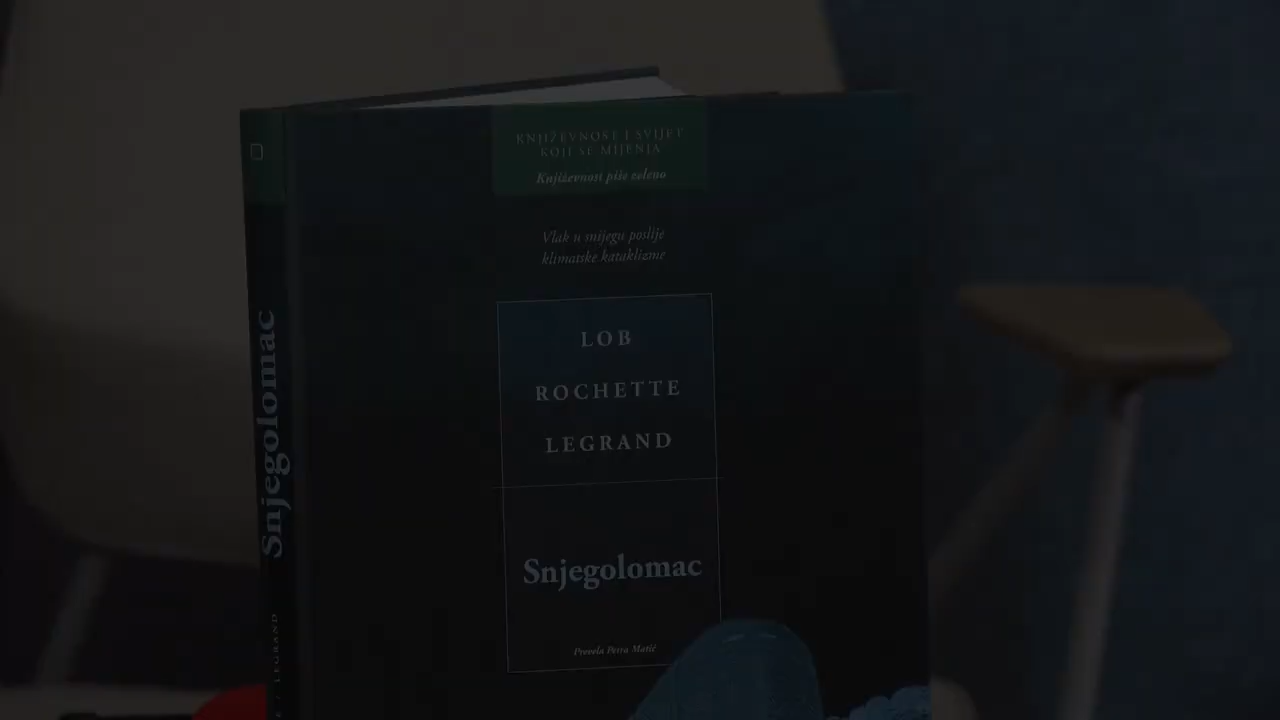 KNJIŽEVNOST I SVIJET
KOJI SE MIJENJA
Književnost piše zeleno
Vlak u snijegu poslije
klimatske kataklizme
LOB
ROCHETTE
LEGRAND
Snjegolomac
Prevela Petra Matić
Snjegolomac
LEGRAND